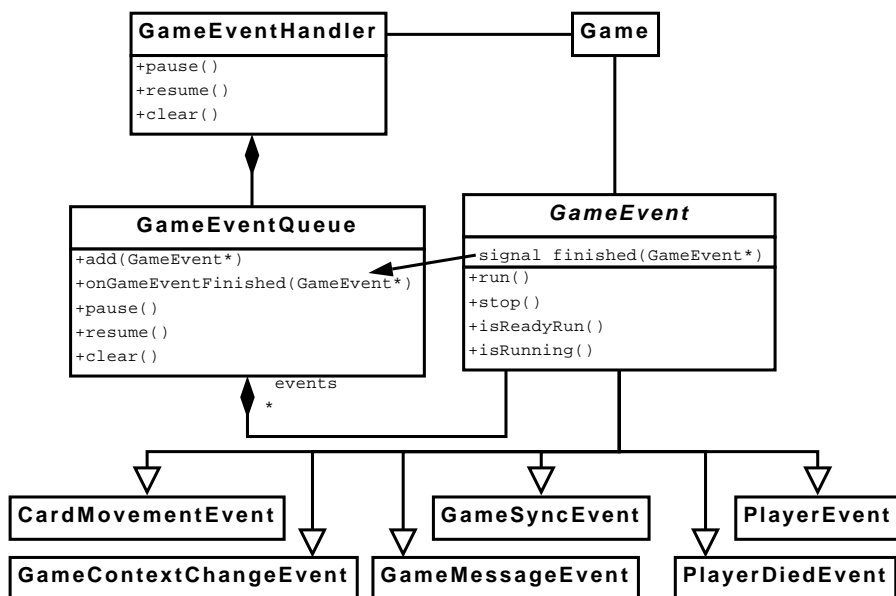 GameEventHandler
+pause()
+resume()
+clear()
Game
GameEventQueue
+add(GameEvent*)
+onGameEventFinished(GameEvent*)
+pause()
+resume()
+clear()
GameEvent
signal finished(GameEvent*)
+run()
+stop()
+isReadyRun()
+isRunning()
events
*
CardMovementEvent
GameSyncEvent
PlayerEvent
GameContextChangeEvent
GameMessageEvent
PlayerDiedEvent